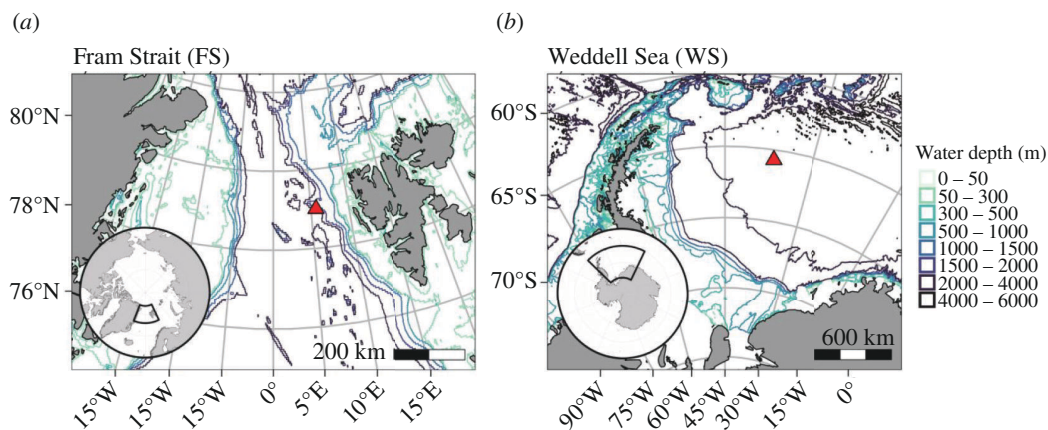 (a)
Fram Strait (FS)
80°N
78°N
76°N
200 km
15°W
15°W
15°W
0°
5°E
10°E
15°E
(b)
Weddell Sea (WS)
60°S
65°S
70°S
600 km
90°W
75°W
60°W
45°W
30°W
15°W
0°
Water depth (m)
0 – 50
50 – 300
300 – 500
500 – 1000
1000 – 1500
1500 – 2000
2000 – 4000
4000 – 6000